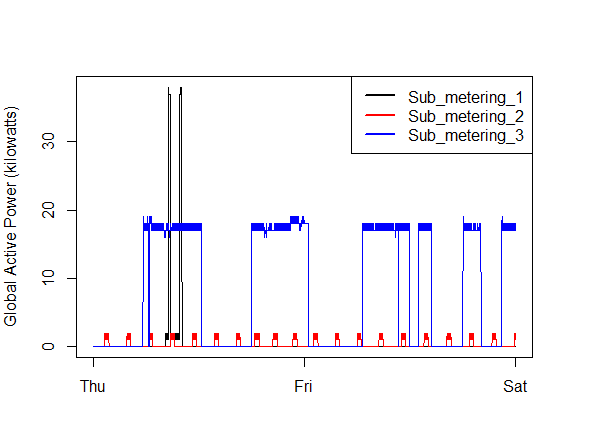 Sub_metering_1
Sub_metering_2
Sub_metering_3
Global Active Power (kilowatts)
30
20
10
0
Thu Fri Sat